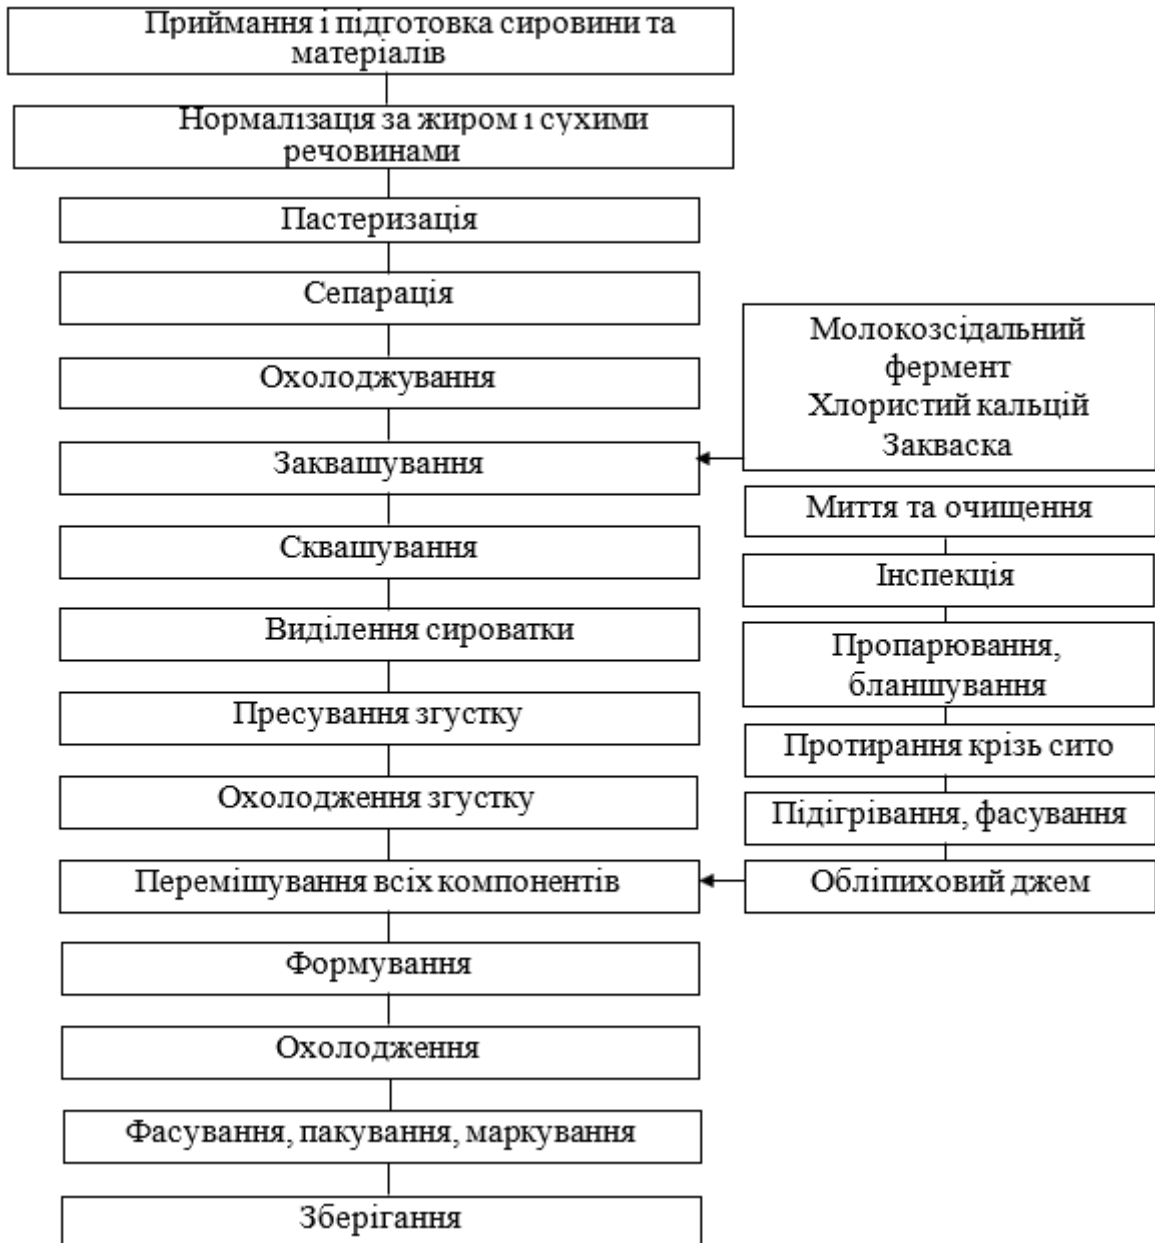 Приймання і підготовка сировини та
матеріалів
Нормалізація за жиром і сухими
речовинами
Пастеризація
Сепарація
Охолоджування
Заквашування
Сквашування
Виділення сироватки
Пресування згустку
Охолодження згустку
Перемішування всіх компонентів
Формування
Охолодження
Фасування, пакування, маркування
Зберігання
Молокозсідальний
фермент
Хлористий кальцій
Закваска
Миття та очищення
Інспекція
Пропарювання,
бланшування
Протирання крізь сито
Підігрівання, фасування
Обліпиховий джем